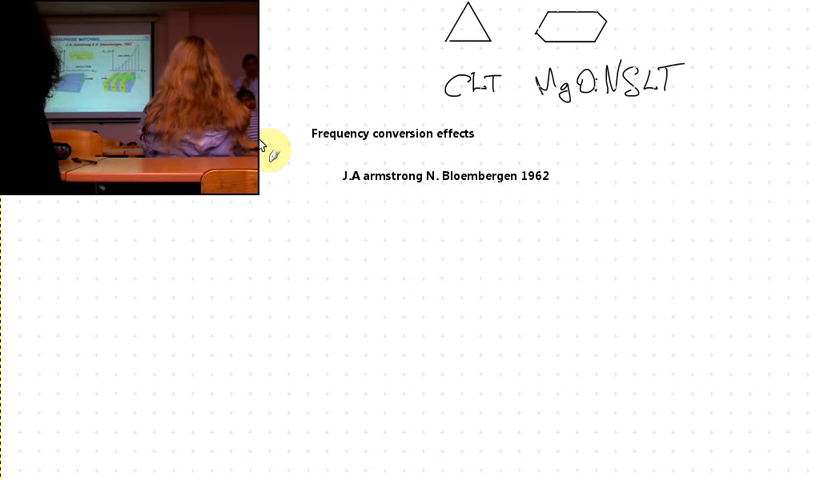 CLT MgO:NSLT
Frequency conversion effects
J.A armstrong N. Bloembergen 1962